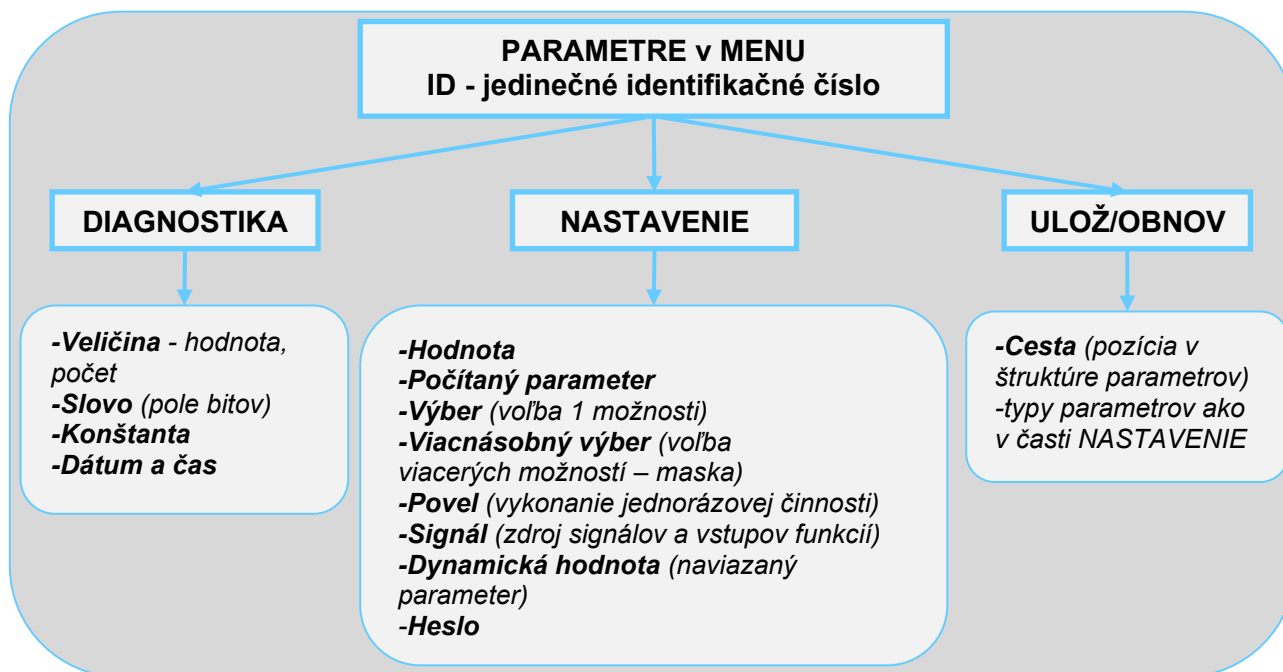 PARAMETRE v MENU
ID - jedinečné identifikačné číslo
DIAGNOSTIKA
NASTAVENIE
ULOŽ/OBNOV
-Veličina - hodnota,
počet
-Slovo (pole bitov)
-Konštanta
-Dátum a čas
-Hodnota
-Počítaný parameter
-Výber (voľba 1 možnosti)
-Viacnásobný výber (voľba
viacerých možností – maska)
-Povel (vykonanie jednorázovej činnosti)
-Signál (zdroj signálov a vstupov funkcií)
-Dynamická hodnota (naviazaný
parameter)
-Heslo
-Cesta (pozícia v
štruktúre parametrov)
-typy parametrov ako
v časti NASTAVENIE